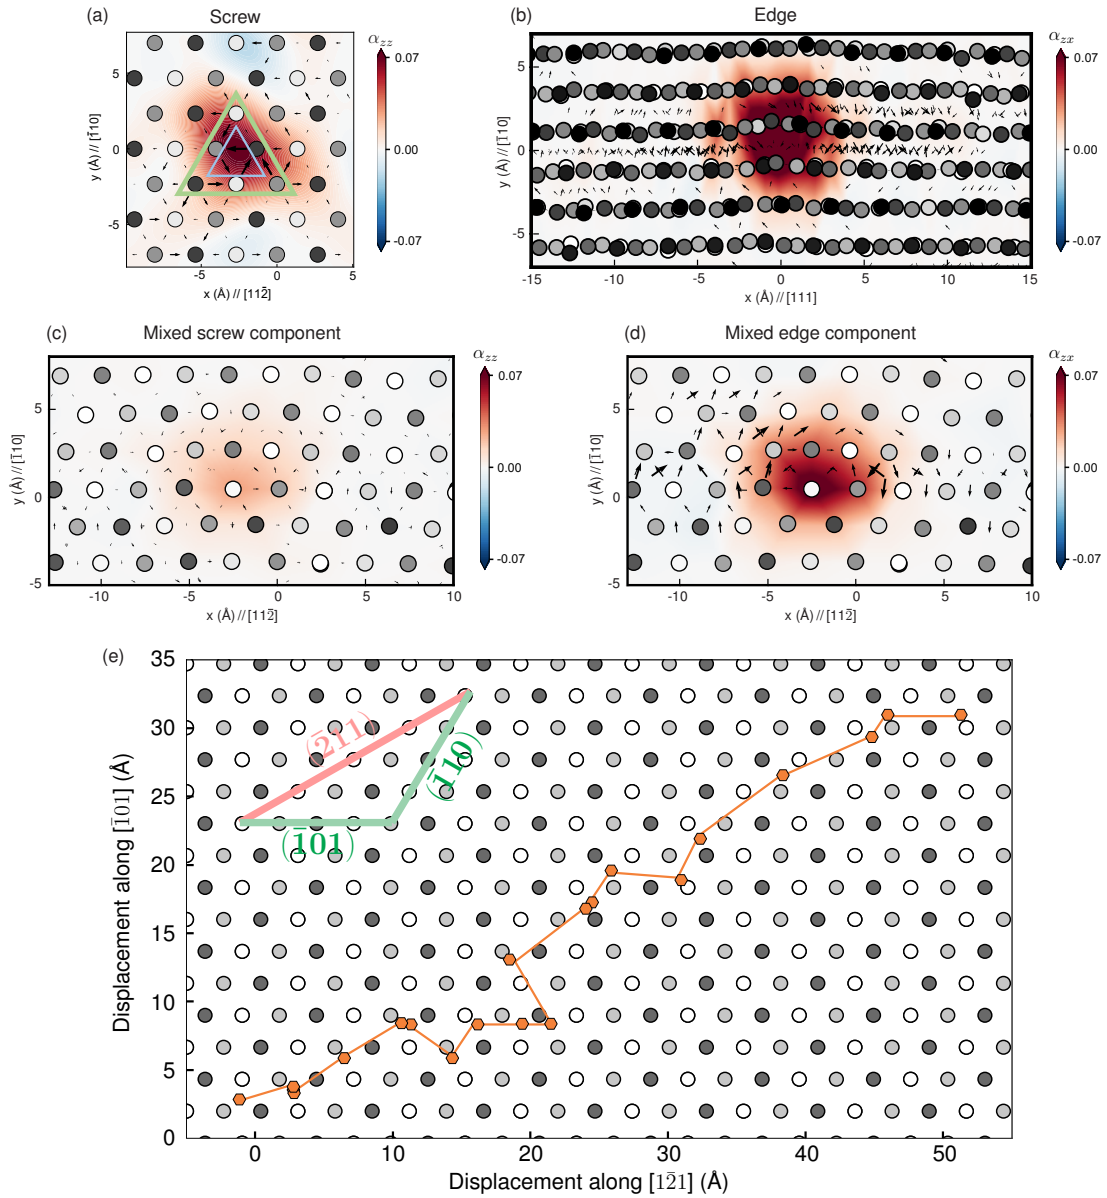 (a) Screw
α_zz
0.07
0.00
-0.07
5
0
-5
y (Å) // [1̄10]
-5 0 5
x (Å) // [112̄]
(b) Edge
α_zx
0.07
0.00
-0.07
5
0
-5
y (Å) // [1̄10]
-15 -10 -5 0 5 10 15
x (Å) // [111]
(c) Mixed screw component
α_zz
0.07
0.00
-0.07
5
0
-5
y (Å) // [1̄10]
-10 -5 0 5 10
x (Å) // [112̄]
(d) Mixed edge component
α_zx
0.07
0.00
-0.07
5
0
-5
y (Å) // [1̄10]
-10 -5 0 5 10
x (Å) // [112̄]
(e)
35
30
25
20
15
10
5
0
Displacement along [1̄01] (Å)
(2̄11)
(1̄10)
(1̄01)
0 10 20 30 40 50
Displacement along [12̄1] (Å)